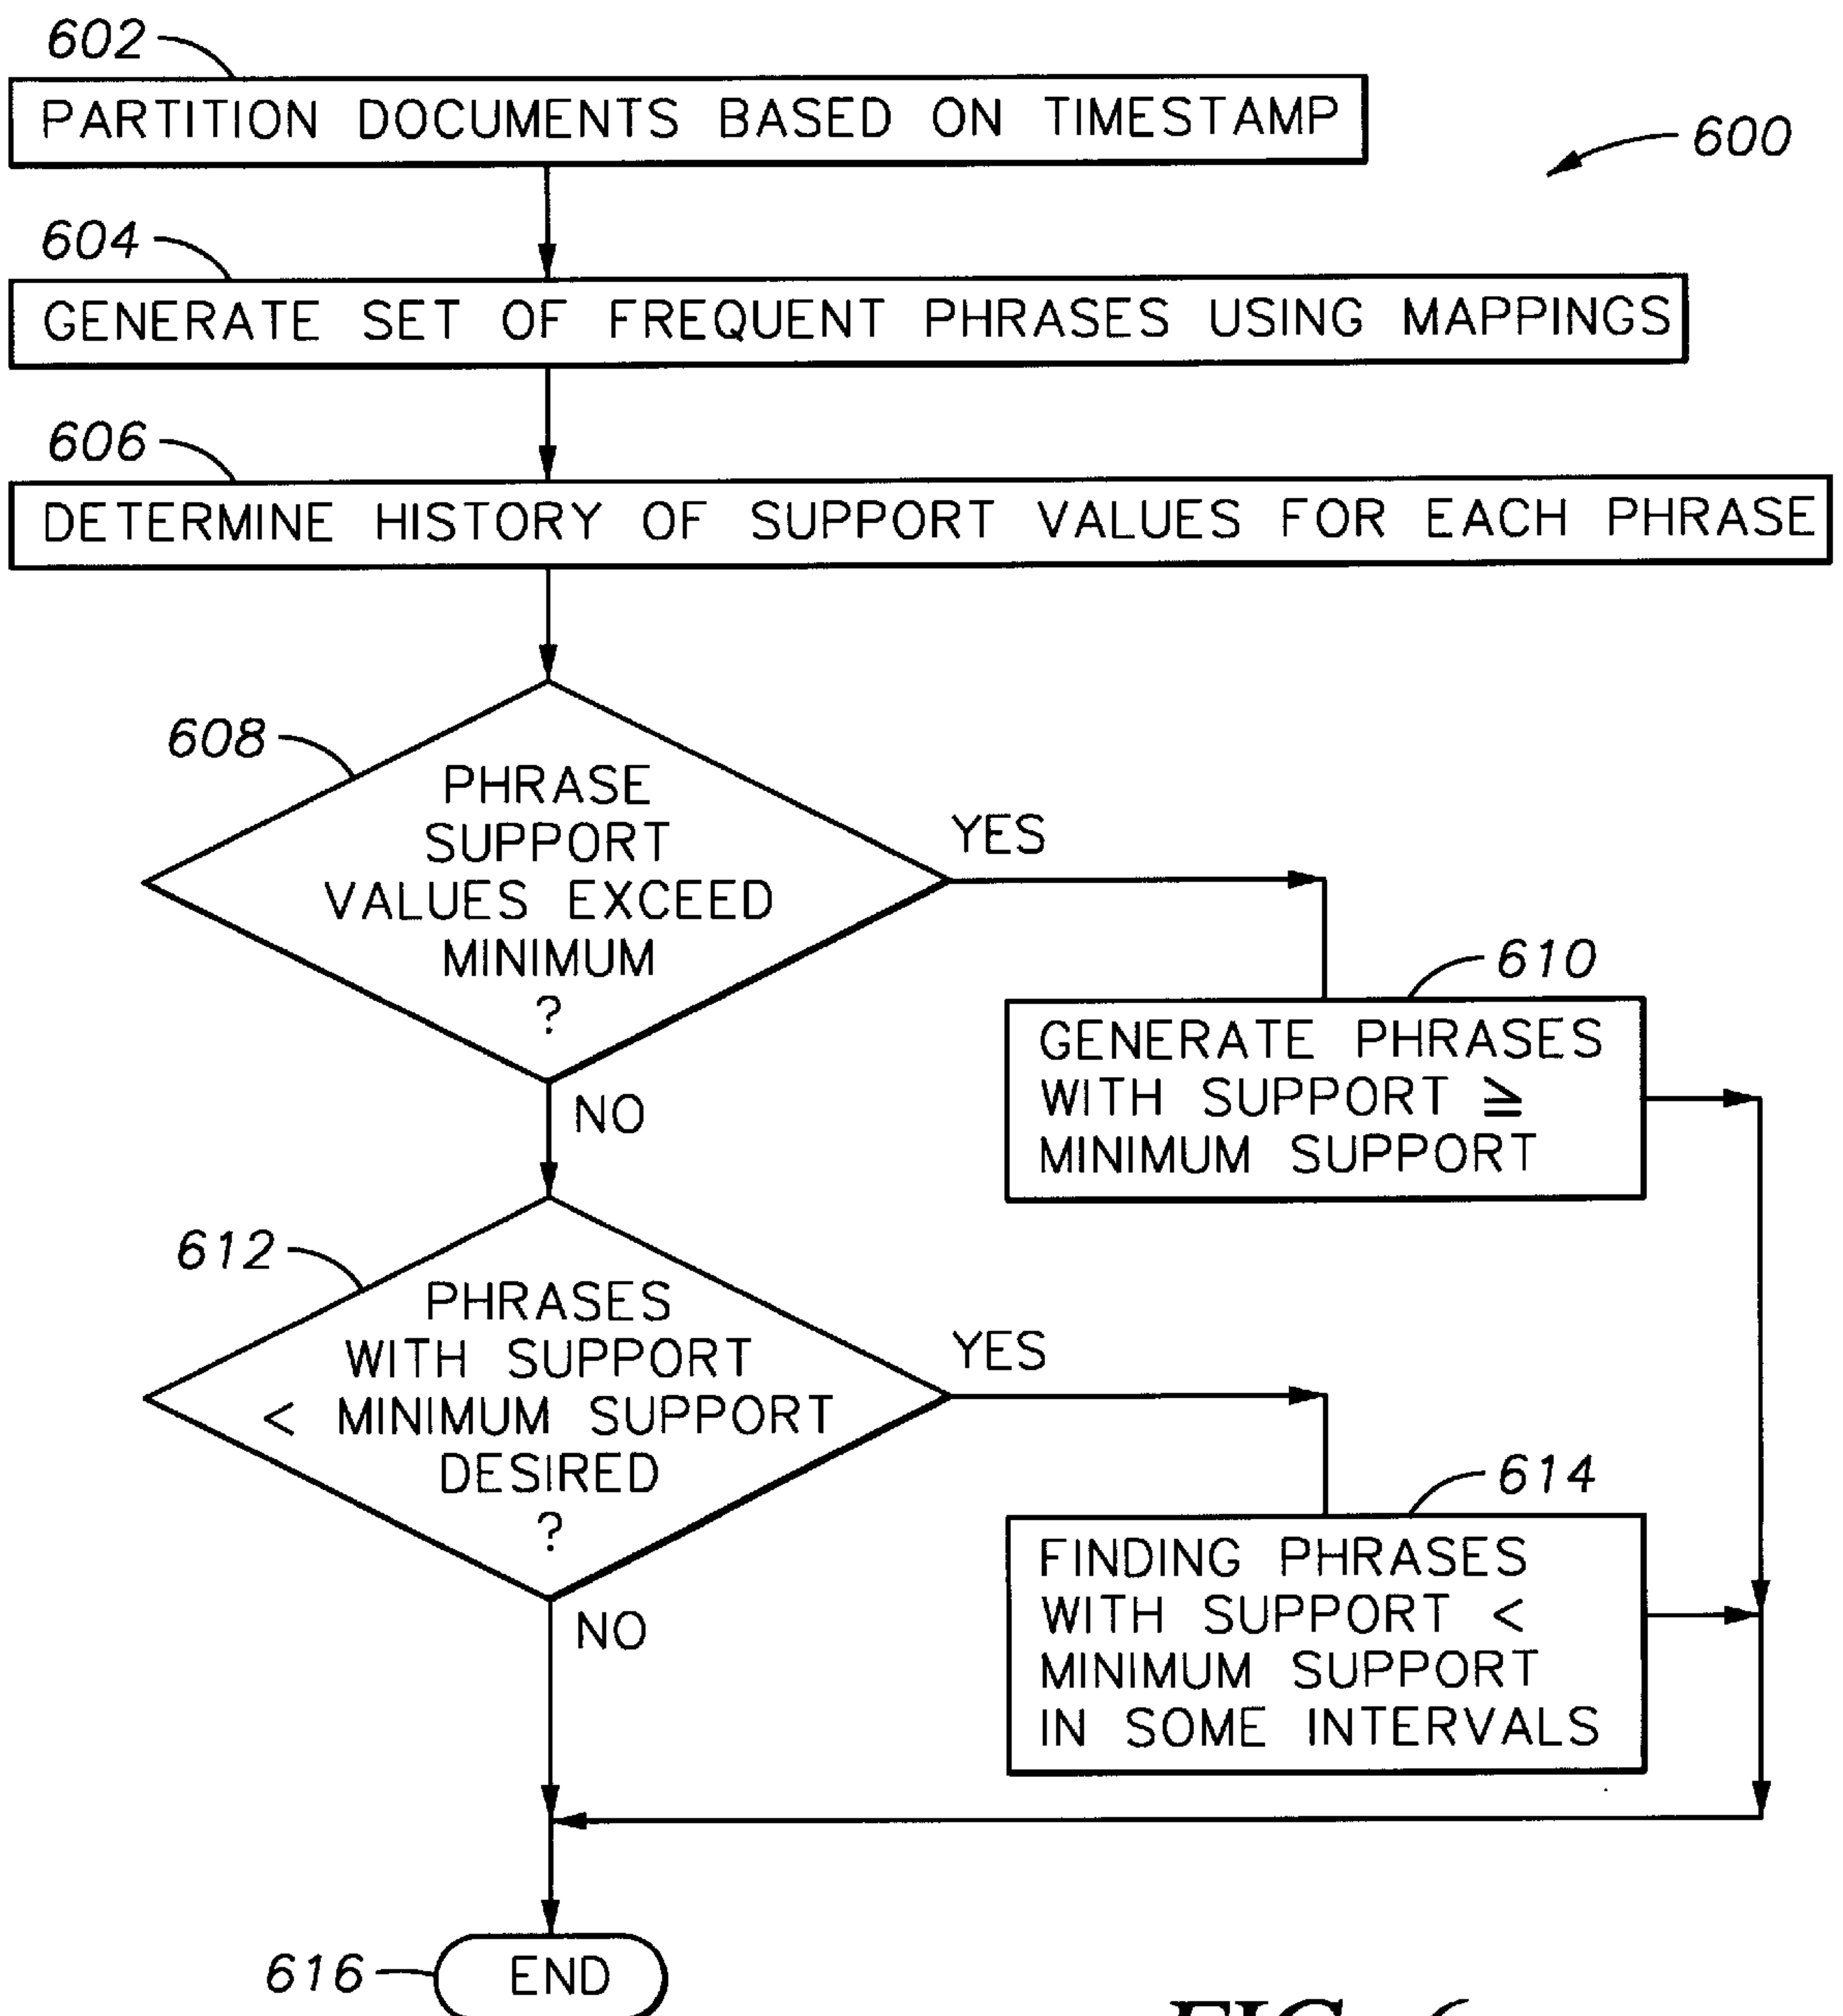 602
PARTITION DOCUMENTS BASED ON TIMESTAMP
600
604
GENERATE SET OF FREQUENT PHRASES USING MAPPINGS
606
DETERMINE HISTORY OF SUPPORT VALUES FOR EACH PHRASE
608
PHRASE
SUPPORT
VALUES EXCEED
MINIMUM
?
YES
NO
610
GENERATE PHRASES
WITH SUPPORT ≧
MINIMUM SUPPORT
612
PHRASES
WITH SUPPORT
< MINIMUM SUPPORT
DESIRED
?
YES
NO
614
FINDING PHRASES
WITH SUPPORT <
MINIMUM SUPPORT
IN SOME INTERVALS
616
END